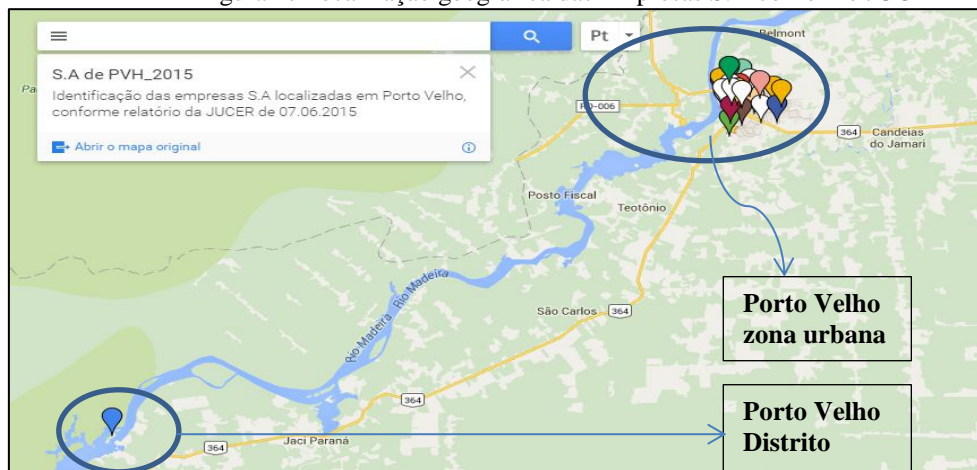 Pt
S.A de PVH_2015
Identificação das empresas S.A localizadas em Porto Velho,
conforme relatório da JUCER de 07.06.2015
Abrir o mapa original
Belmont
RO-006
364
Candeias
do Jamari
Posto Fiscal
Teotônio
Rio Madeira
Rio Madeira
São Carlos
364
Porto Velho
zona urbana
364
Jaci Paraná
364
Porto Velho
Distrito